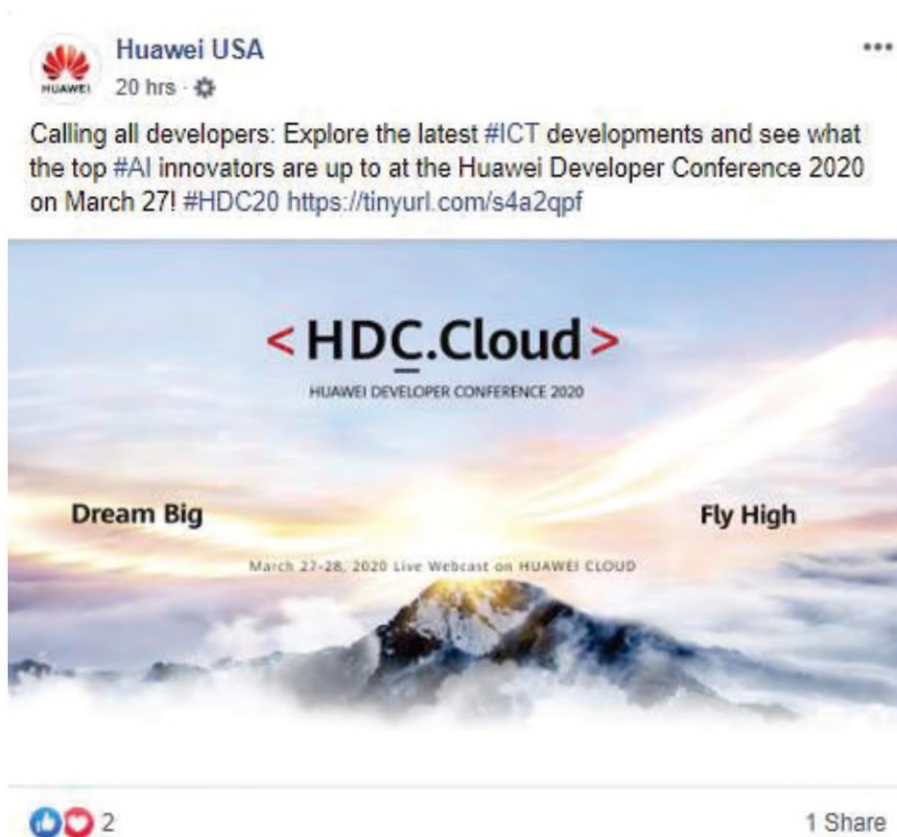 Huawei USA
HUAWEI
20 hrs
Calling all developers: Explore the latest #ICT developments and see what
the top #AI innovators are up to at the Huawei Developer Conference 2020
on March 27! #HDC20 https://tinyurl.com/s4a2qpf
<HDC.Cloud>
HUAWEI DEVELOPER CONFERENCE 2020
Dream Big
Fly High
March 27-28, 2020 Live Webcast on HUAWEI CLOUD
2
1 Share